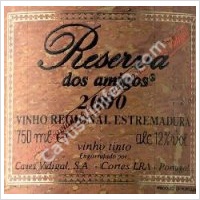 Reserva
dos amigos
2000
VINHO REGIONAL ESTREMADURA
750 ml e alc. 12% vol
vinho tinto
Engarrafado por:
Casas Vidigal, S.A. - Cortes LRA - Portugal